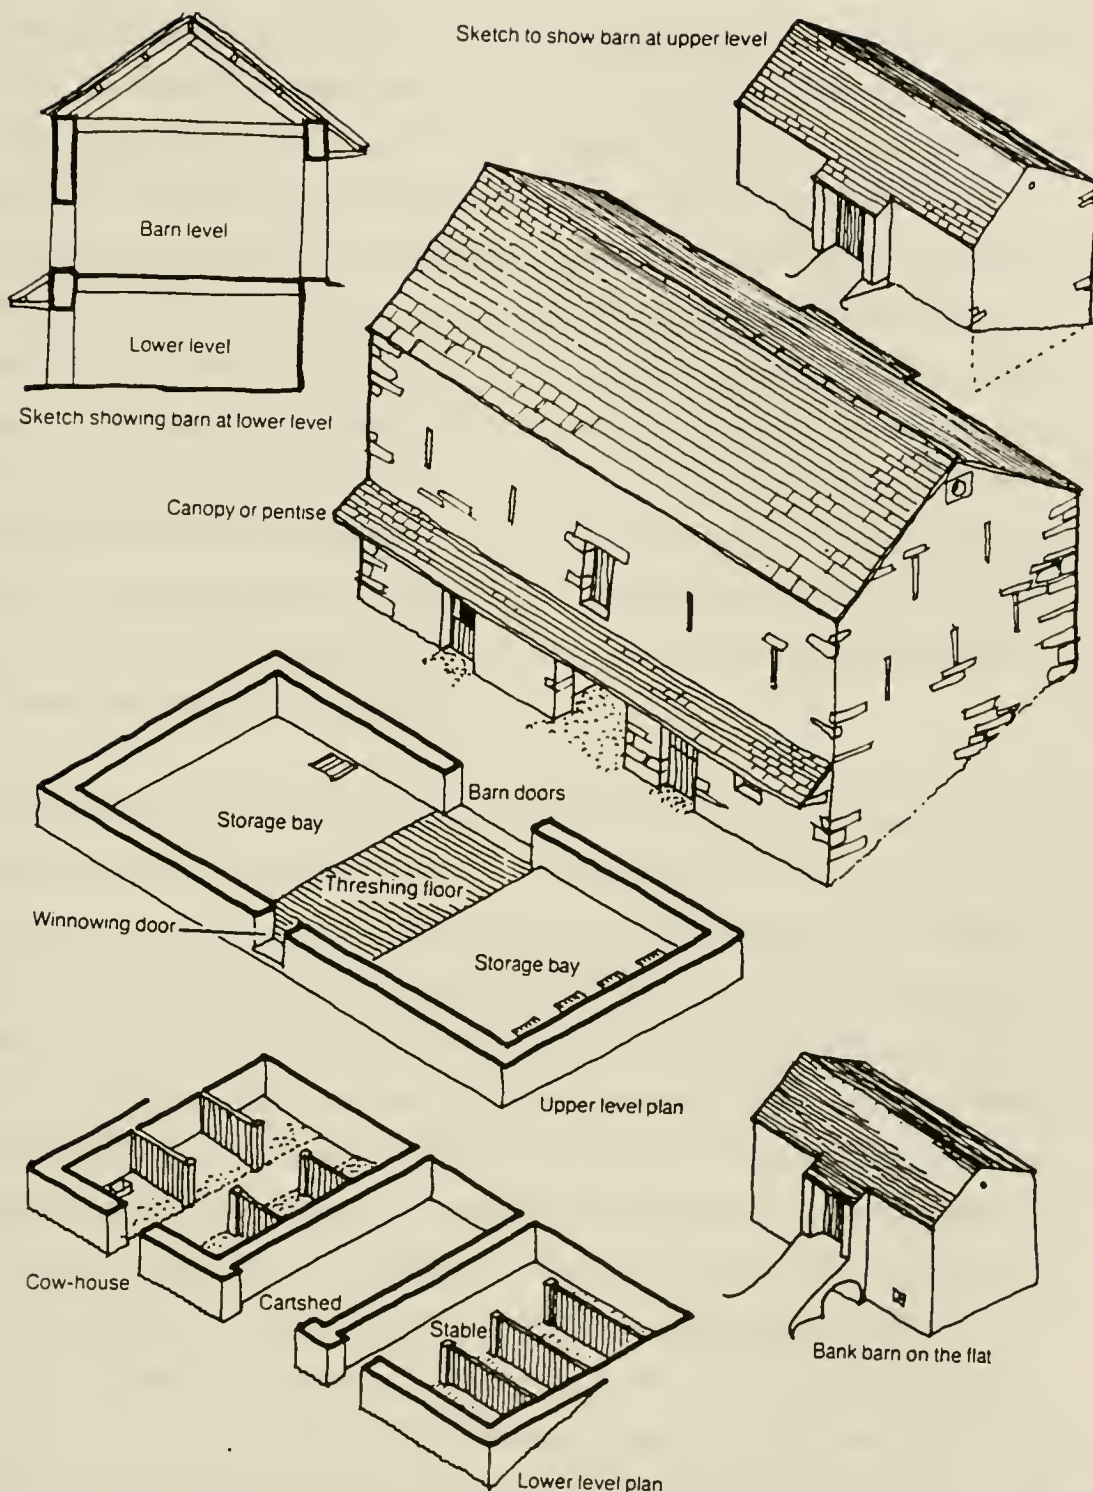 Sketch to show barn at upper level
Barn level
Lower level
Sketch showing barn at lower level
Canopy or pentise
Barn doors
Storage bay
Threshing floor
Winnowing door
Storage bay
Upper level plan
Cow-house
Cartshed
Stable
Bank barn on the flat
Lower level plan